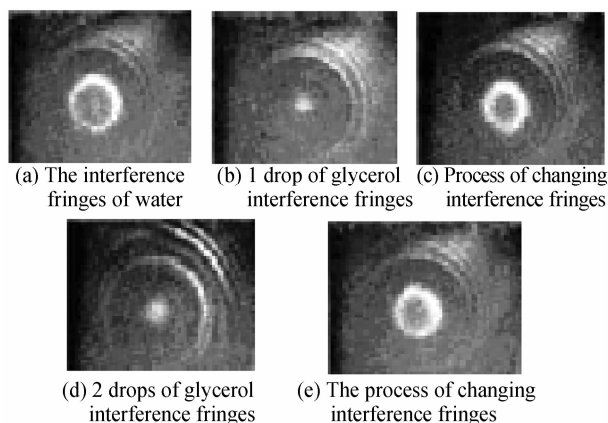 (a) The interference
fringes of water
(b) 1 drop of glycerol
interference fringes
(c) Process of changing
interference fringes
(d) 2 drops of glycerol
interference fringes
(e) The process of changing
interference fringes